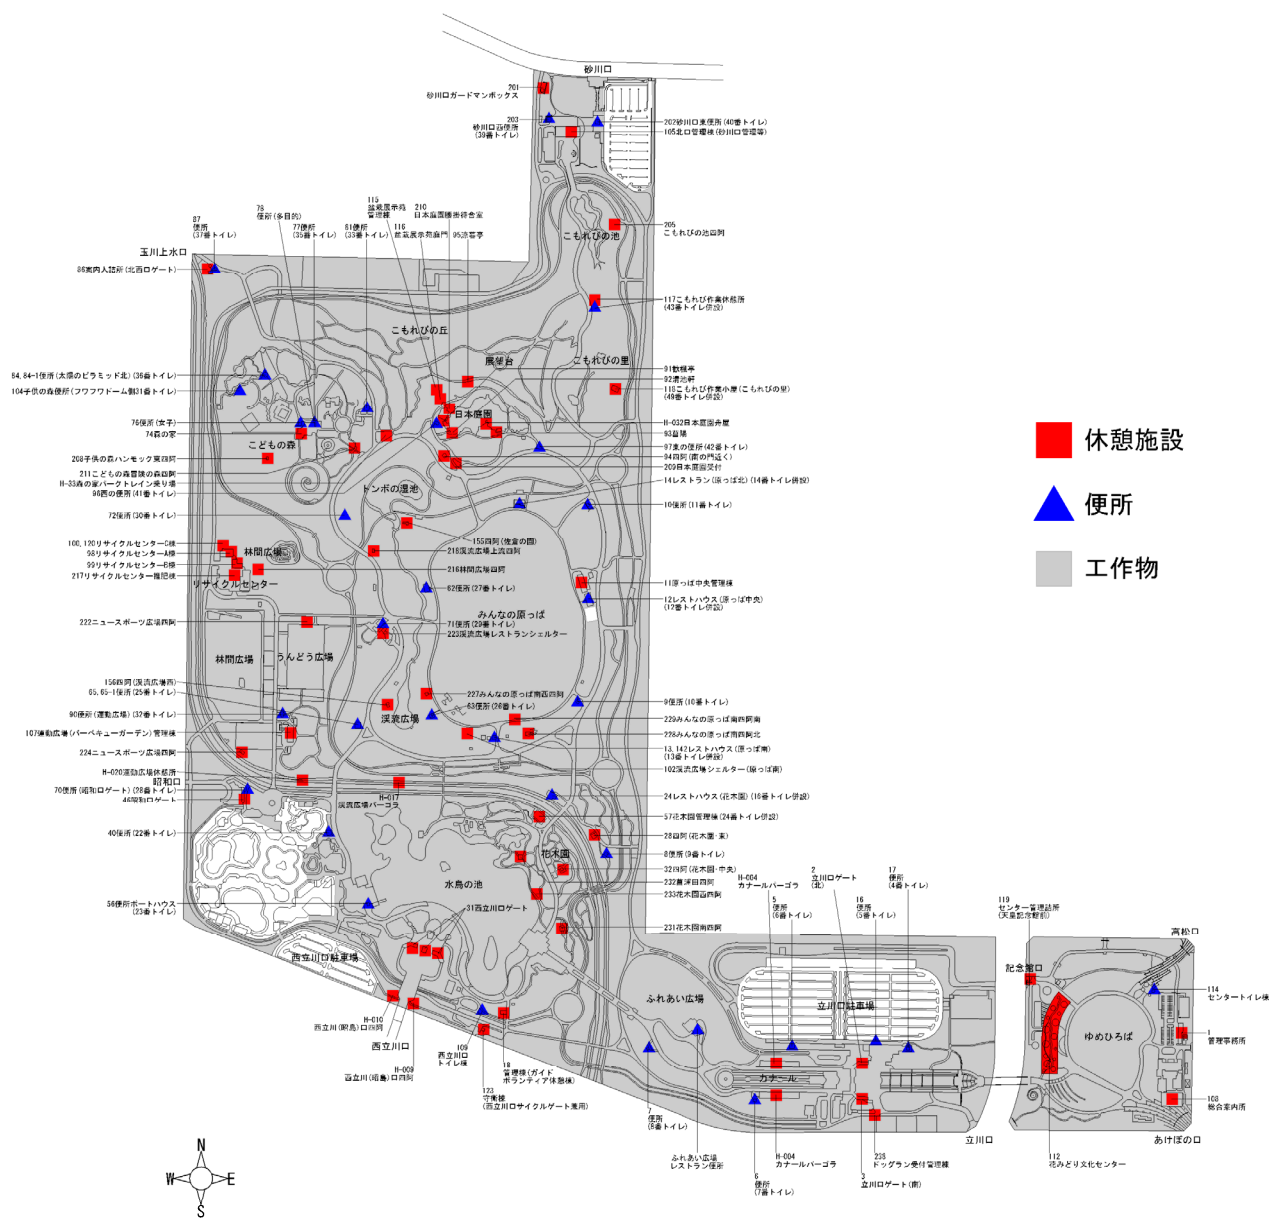 砂川口
201
砂川口ガードマンボックス
203
砂川口西便所
(39番トイレ)
202砂川口東便所(40番トイレ)
105北口管理棟(砂川口管理等)
205
こもれびの池四阿
こもれびの池
115
盆栽展示苑
管理棟
210
日本庭園腰掛待合室
116
盆栽展示苑庭門
95涼暮亭
87
便所
(37番トイレ)
78
便所(多目的)
77便所
(35番トイレ)
81便所
(33番トイレ)
玉川上水口
86案内人詰所(北西口ゲート)
117こもれび作業休憩所
(43番トイレ併設)
こもれびの丘
展望台
こもれびの里
91歓楓亭
92清池軒
118こもれび作業小屋(こもれびの里)
(49番トイレ併設)
84,84-1便所(太陽のピラミッド北)(36番トイレ)
104子供の森便所(フワフワドーム側31番トイレ)
日本庭園
76便所(女子)
74森の家
こどもの森
208子供の森ハンモック東四阿
211こどもの森冒険の森四阿
H-33森の家パークトレイン乗り場
96西の便所(41番トイレ)
H-032日本庭園舟屋
93昌陽
97東の便所(42番トイレ)
94四阿(南の門近く)
209日本庭園受付
14レストラン(原っぱ北)(14番トイレ併設)
トンボの湿池
72便所(30番トイレ)
10便所(11番トイレ)
155四阿(佐倉の園)
218渓流広場上流四阿
100,120リサイクルセンターC棟
98リサイクルセンターA棟
99リサイクルセンターB棟
217リサイクルセンター堆肥棟
林間広場
リサイクルセンター
216林間広場四阿
11原っぱ中央管理棟
12レストハウス(原っぱ中央)
(12番トイレ併設)
62便所(27番トイレ)
みんなの原っぱ
222ニュースポーツ広場四阿
71便所(29番トイレ)
223渓流広場レストランシェルター
林間広場
うんどう広場
156四阿(渓流広場西)
65,65-1便所(25番トイレ)
90便所(運動広場)(32番トイレ)
107運動広場(バーベキューガーデン)管理棟
224ニュースポーツ広場四阿
227みんなの原っぱ南西四阿
63便所(26番トイレ)
渓流広場
9便所(10番トイレ)
229みんなの原っぱ南四阿南
228みんなの原っぱ南四阿北
13,142レストハウス(原っぱ南)
(13番トイレ併設)
102渓流広場シェルター(原っぱ南)
H-020運動広場休憩所
昭和口
70便所(昭和口ゲート)(28番トイレ)
46昭和口ゲート
H-017
渓流広場パーゴラ
24レストハウス(花木園)(16番トイレ併設)
57花木園管理棟(24番トイレ併設)
40便所(22番トイレ)
28四阿(花木園・東)
8便所(9番トイレ)
花木園
32四阿(花木園・中央)
232菖蒲田四阿
233花木園西四阿
水鳥の池
56便所ボートハウス
(23番トイレ)
31西立川口ゲート
231花木園南四阿
西立川口駐車場
H-010
西立川(昭島)口四阿
西立川口
H-009
西立川(昭島)口四阿
109
西立川口
トイレ棟
18
管理棟(ガイド
ボランティア休憩棟)
123
守衛棟
(西立川口サイクルゲート兼用)
H-004
カナールパーゴラ
5
便所
(6番トイレ)
2
立川口ゲート
(北)
16
便所
(5番トイレ)
17
便所
(4番トイレ)
ふれあい広場
立川口駐車場
カナール
7
便所
(8番トイレ)
ふれあい広場
レストラン便所
6
便所
(7番トイレ)
H-004
カナールパーゴラ
235
ドッグラン受付管理棟
3
立川口ゲート(南)
立川口
119
センター管理詰所
(天皇記念館前)
高松口
記念館口
114
センタートイレ棟
ゆめひろば
1
管理事務所
108
総合案内所
あけぼの口
112
花みどり文化センター
休憩施設
便所
工作物
N
W
E
S